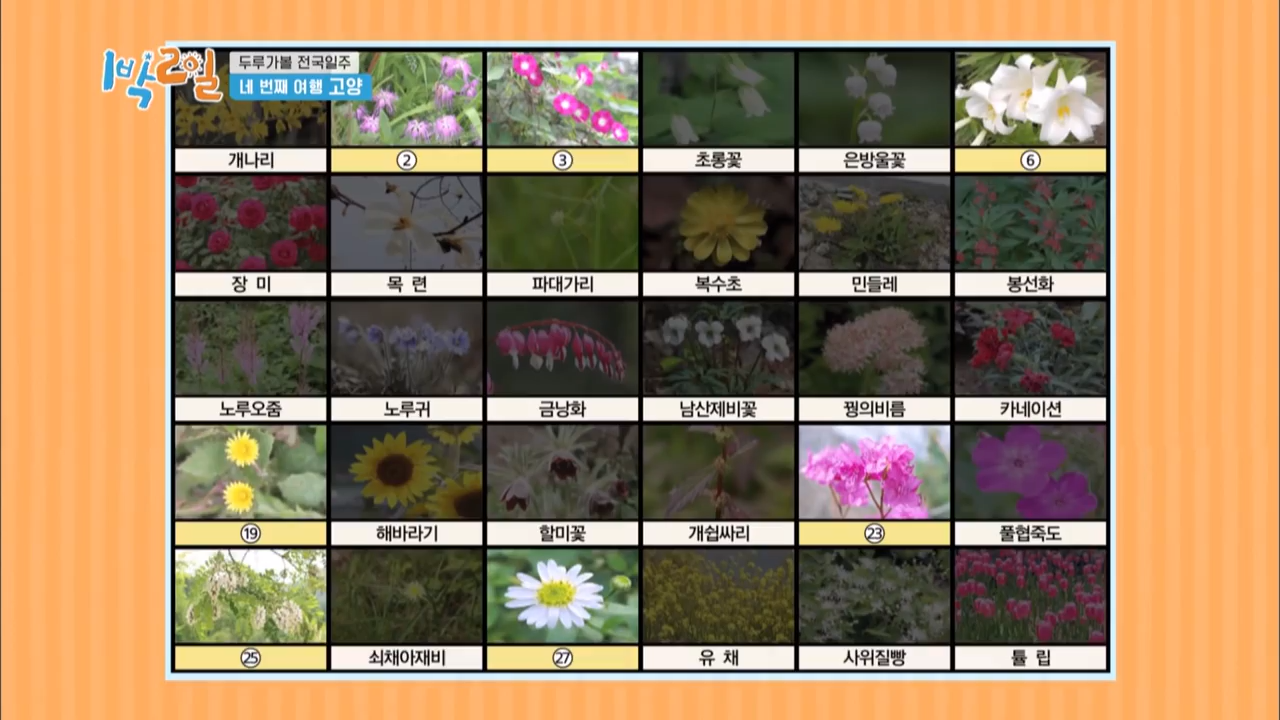 1박2일
두루가볼 전국일주
네 번째 여행 고양
개나리 ② ③ 초롱꽃 은방울꽃 ⑥
장 미 목 련 파대가리 복수초 민들레 봉선화
노루오줌 노루귀 금낭화 남산제비꽃 꿩의비름 카네이션
⑲ 해바라기 할미꽃 개쉽싸리 ㉓ 풀협죽도
㉕ 쇠채아재비 ㉗ 유 채 사위질빵 튤 립